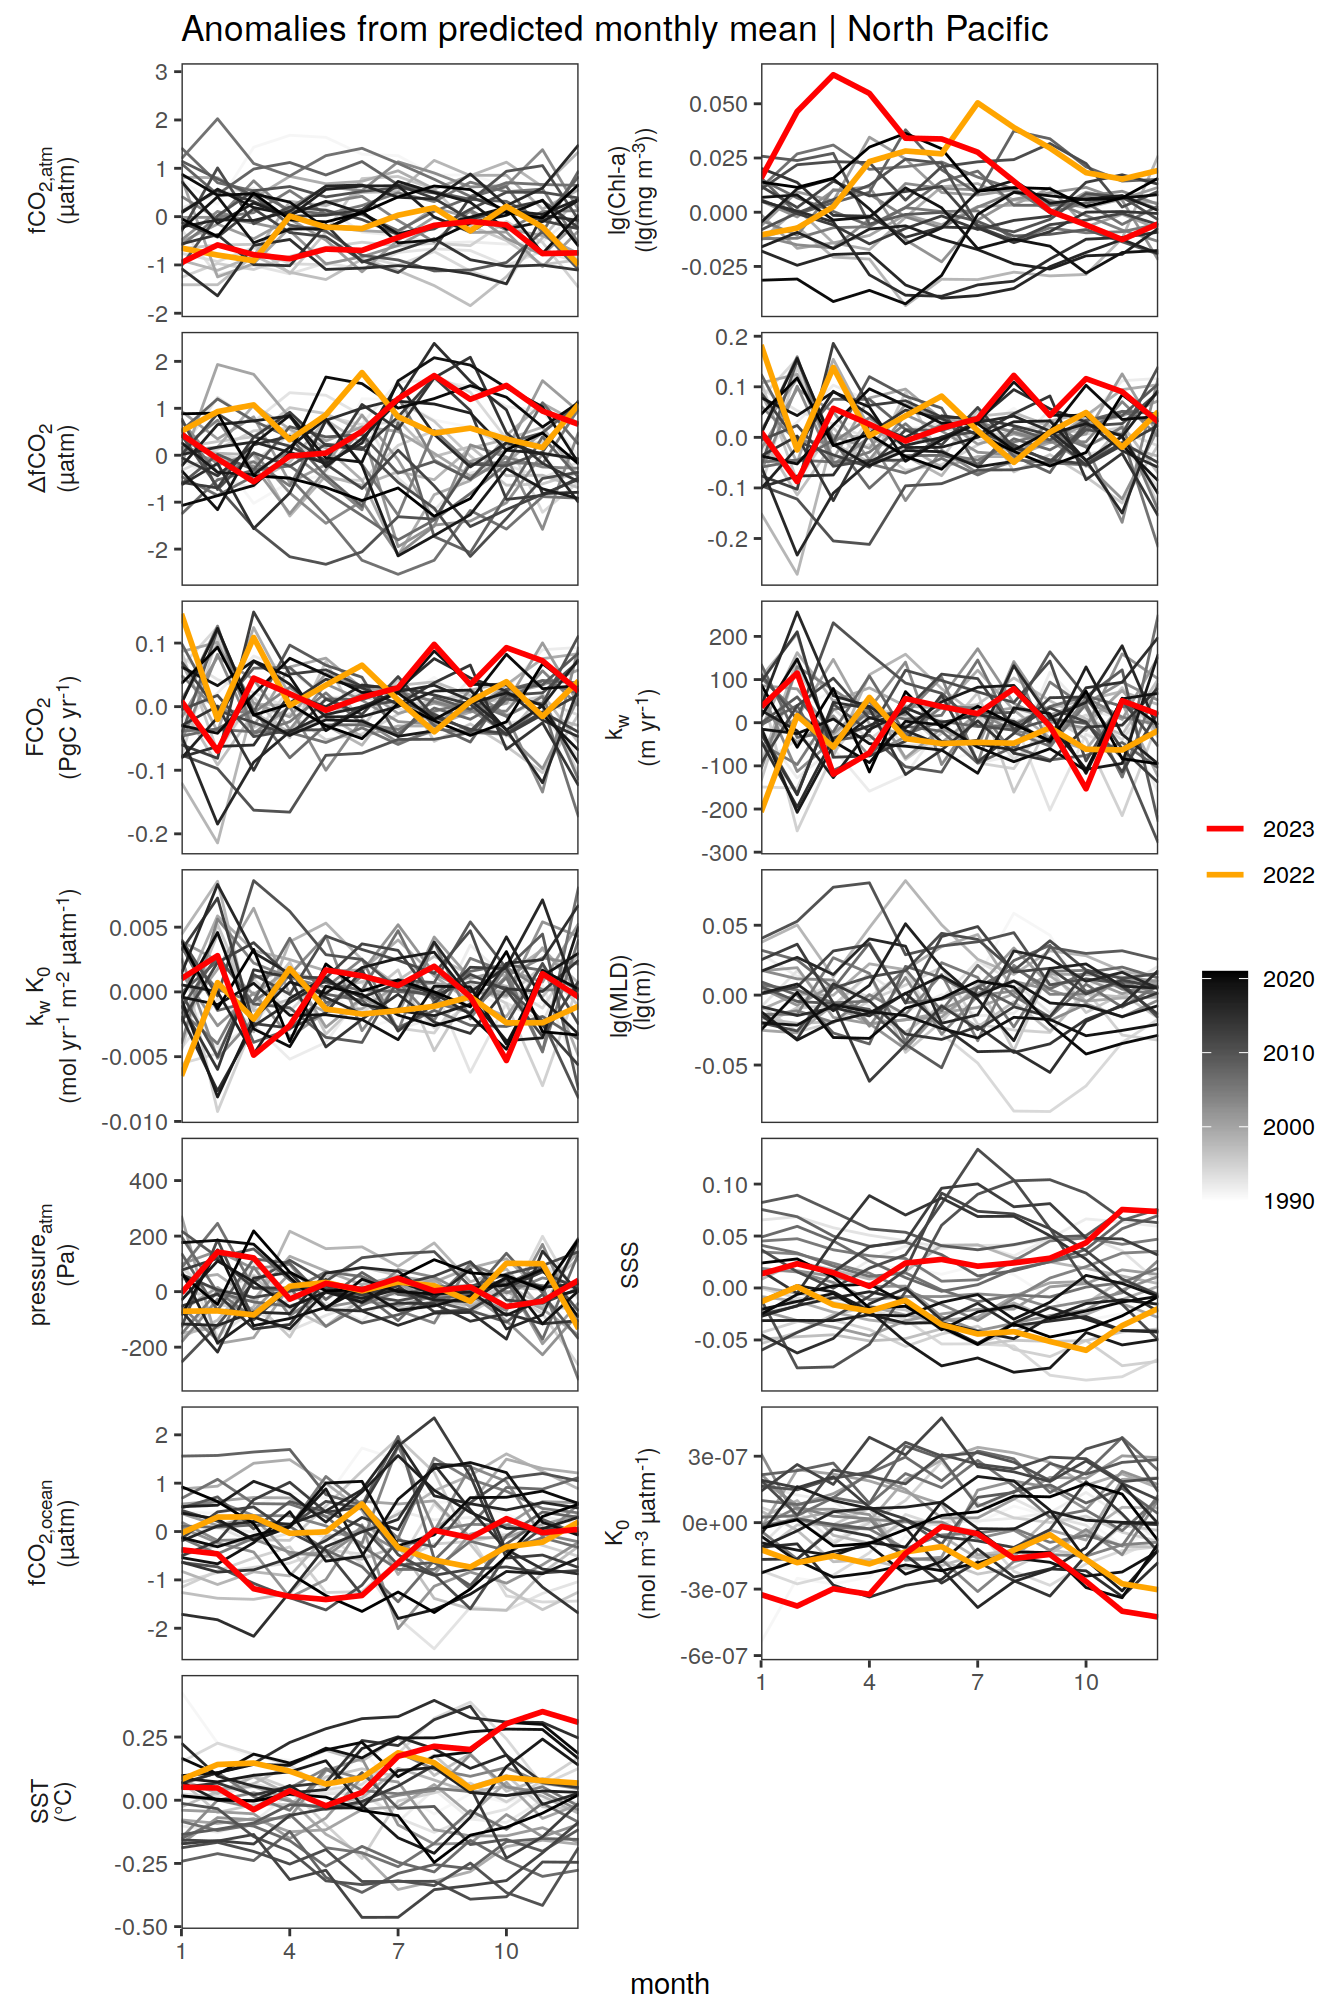 Anomalies from predicted monthly mean | North Pacific
fCO2,atm
(µatm)
3
2
1
0
-1
-2
lg(Chl-a)
(lg(mg m-3))
0.050
0.025
0.000
-0.025
ΔfCO2
(µatm)
2
1
0
-1
-2
0.2
0.1
0.0
-0.1
-0.2
FCO2
(PgC yr-1)
0.1
0.0
-0.1
-0.2
kw
(m yr-1)
200
100
0
-100
-200
-300
kw K0
(mol yr-1 m-2 µatm-1)
0.005
0.000
-0.005
-0.010
lg(MLD)
(lg(m))
0.05
0.00
-0.05
pressureatm
(Pa)
400
200
0
-200
SSS
0.10
0.05
0.00
-0.05
fCO2,ocean
(µatm)
2
1
0
-1
-2
K0
(mol m-3 µatm-1)
3e-07
0e+00
-3e-07
-6e-07
1 4 7 10
SST
(°C)
0.25
0.00
-0.25
-0.50
1 4 7 10
month
2023
2022
2020
2010
2000
1990